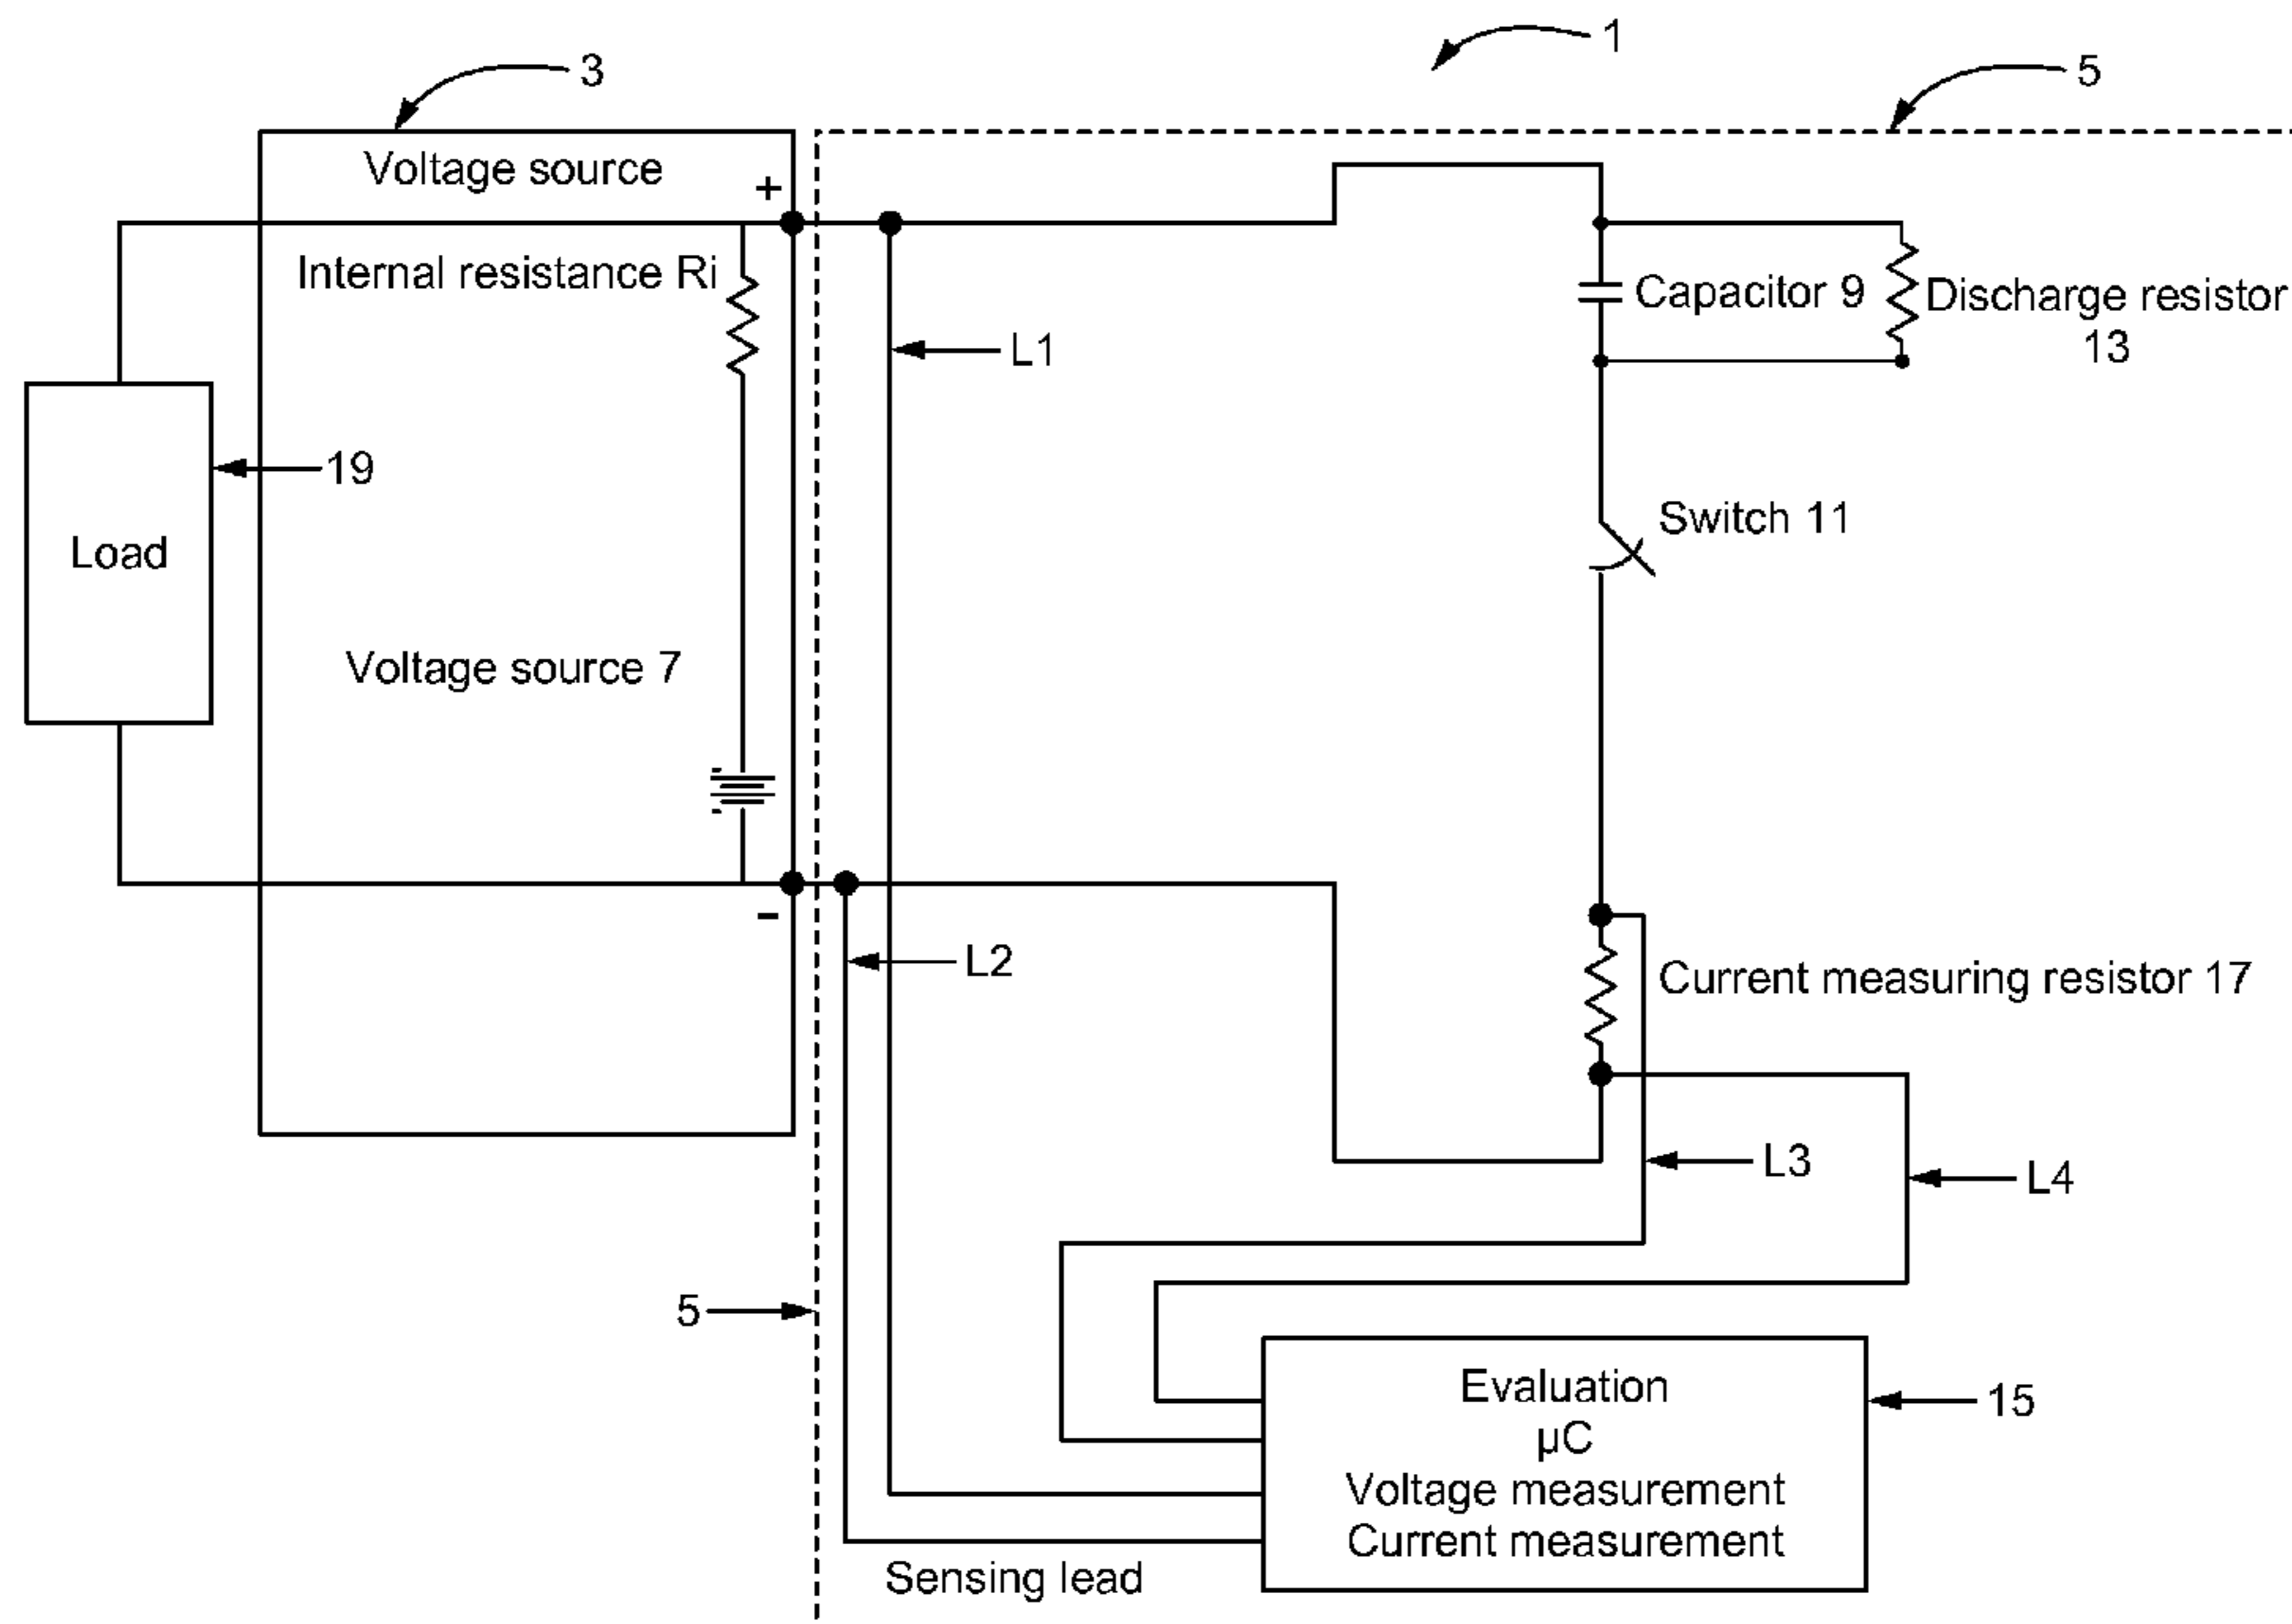 1
3
5
Voltage source
+
Internal resistance Ri
Capacitor 9
Discharge resistor
13
L1
19
Switch 11
Load
Voltage source 7
-
L2
Current measuring resistor 17
L3
L4
5
Evaluation
µC
Voltage measurement
Current measurement
15
Sensing lead